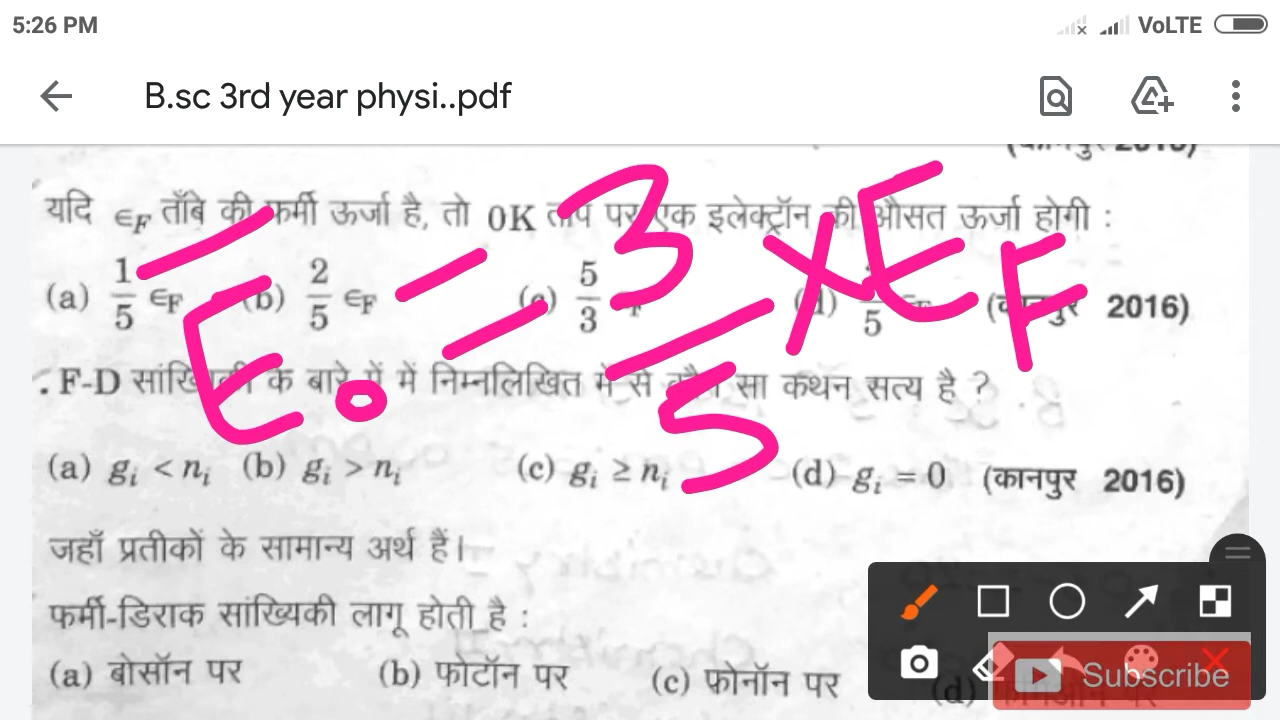 5:26 PM VoLTE
B.sc 3rd year physi..pdf
यदि ∈F ताँबे की फर्मी ऊर्जा है, तो 0K ताप पर एक इलेक्ट्रॉन की औसत ऊर्जा होगी :
(a) 1/5 ∈F (b) 2/5 ∈F (c) 5/3 (d) 5 (कानपुर 2016)
Ē₀ = 3/5 × EF
. F-D सांख्यिकी के बारे में में निम्नलिखित में से कौन सा कथन सत्य है ?
(a) gᵢ < nᵢ (b) gᵢ > nᵢ (c) gᵢ ≥ nᵢ (d) gᵢ = 0 (कानपुर 2016)
जहाँ प्रतीकों के सामान्य अर्थ हैं।
फर्मी-डिराक सांख्यिकी लागू होती है :
(a) बोसॉन पर (b) फोटॉन पर (c) फोनॉन पर (d)
Subscribe